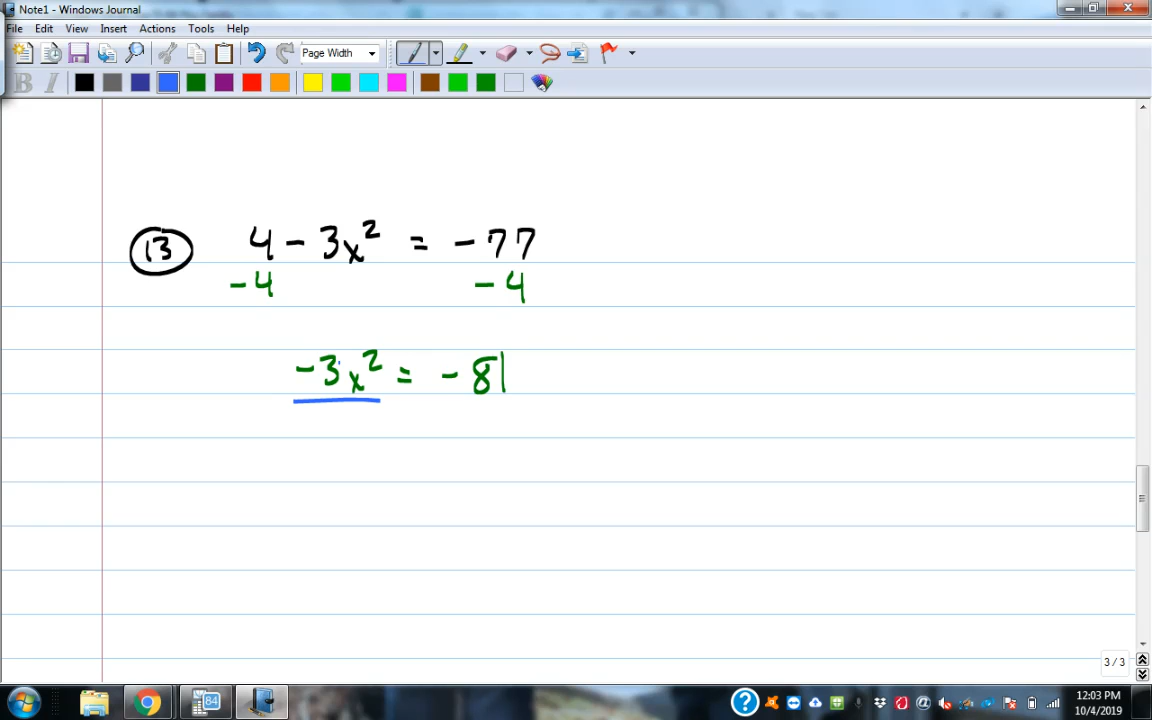 Note1 - Windows Journal
File Edit View Insert Actions Tools Help
Page Width
B I
13 4 - 3x² = -77
-4 -4
-3x² = -81
3 / 3
84
12:03 PM
10/4/2019